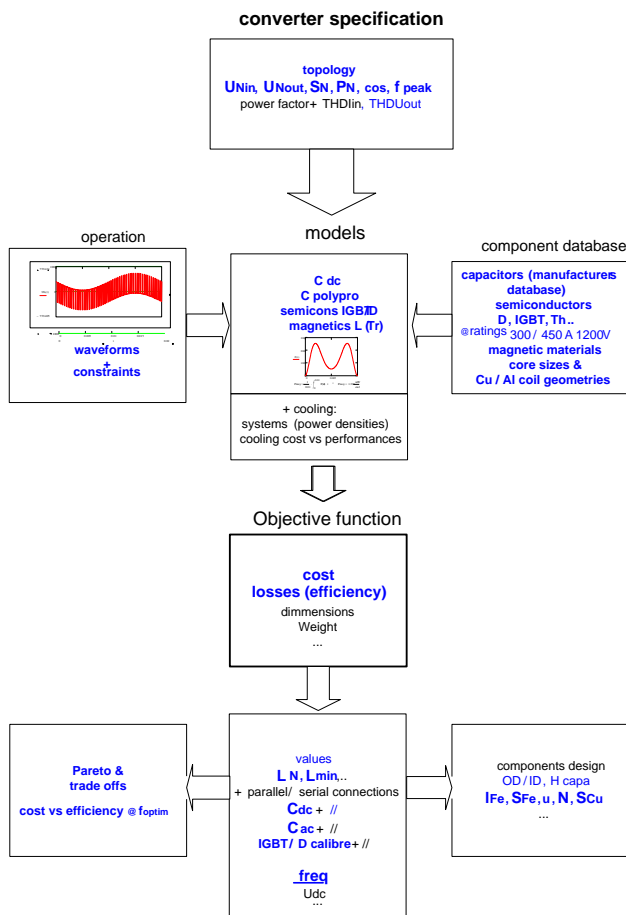 converter specification
topology
UNin, UNout, SN, PN, cos, f peak
power factor+ THDIin, THDUout
operation
waveforms
+
constraints
models
C dc
C polypro
semicons IGBT/D
magnetics L (Tr)
+ cooling:
systems (power densities)
cooling cost vs performances
component database
capacitors (manufacturers
database)
semiconductors
D, IGBT, Th..
@ratings 300 / 450 A 1200V
magnetic materials
core sizes &
Cu / Al coil geometries
Objective function
cost
losses (efficiency)
dimmensions
Weight
...
Pareto &
trade offs
cost vs efficiency @ foptim
values
L N, Lmin,..
+ parallel/ serial connections
Cdc + //
C ac + //
IGBT/ D calibre+ //
freq
Udc
...
components design
OD / ID, H capa
lFe, SFe, u, N, SCu
...